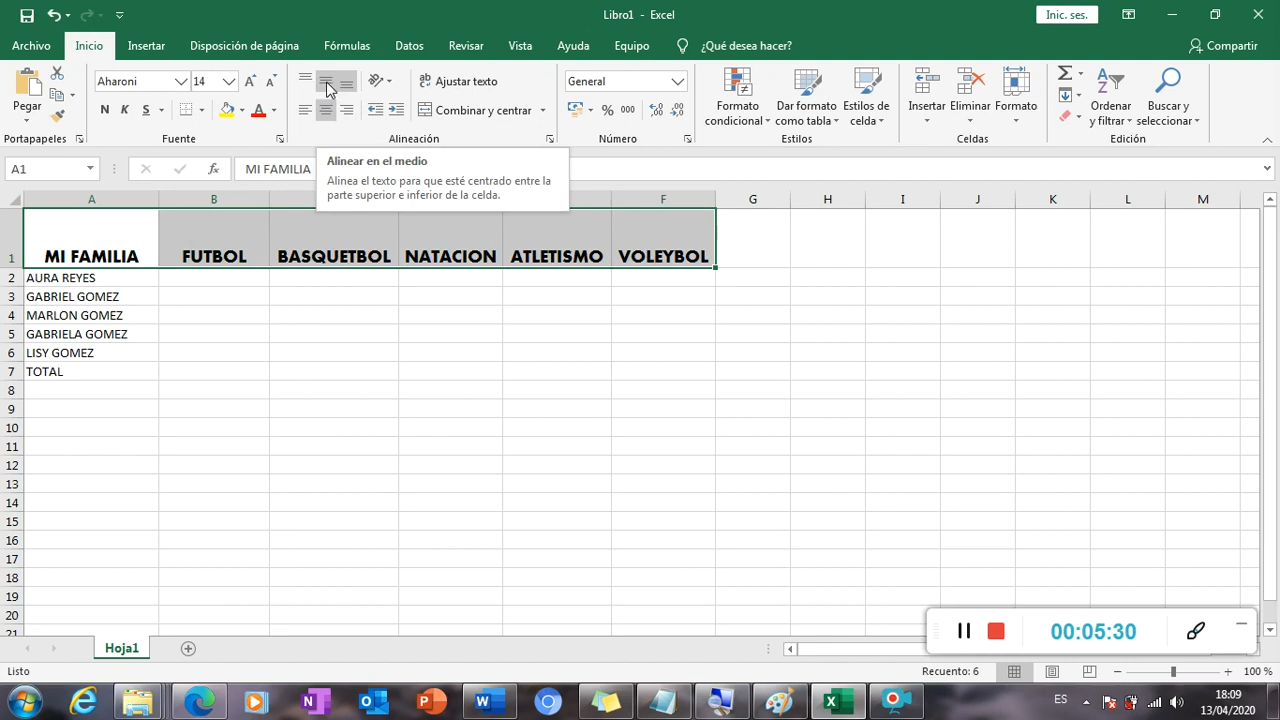 Libro1 - Excel
Inic. ses.
Archivo Inicio Insertar Disposición de página Fórmulas Datos Revisar Vista Ayuda Equipo ¿Qué desea hacer? Compartir
Pegar
Aharoni 14
N K S
Ajustar texto
Combinar y centrar
General
% 000
Formato condicional
Dar formato como tabla
Estilos de celda
Insertar Eliminar Formato
Ordenar y filtrar
Buscar y seleccionar
Portapapeles Fuente Alineación Número Estilos Celdas Edición
A1 fx MI FAMILIA
Alinear en el medio
Alinea el texto para que esté centrado entre la
parte superior e inferior de la celda.
A B F G H I J K L M
1 MI FAMILIA FUTBOL BASQUETBOL NATACION ATLETISMO VOLEYBOL
2 AURA REYES
3 GABRIEL GOMEZ
4 MARLON GOMEZ
5 GABRIELA GOMEZ
6 LISY GOMEZ
7 TOTAL
8
9
10
11
12
13
14
15
16
17
18
19
20
21
00:05:30
Hoja1
Listo Recuento: 6 100 %
ES 18:09
13/04/2020